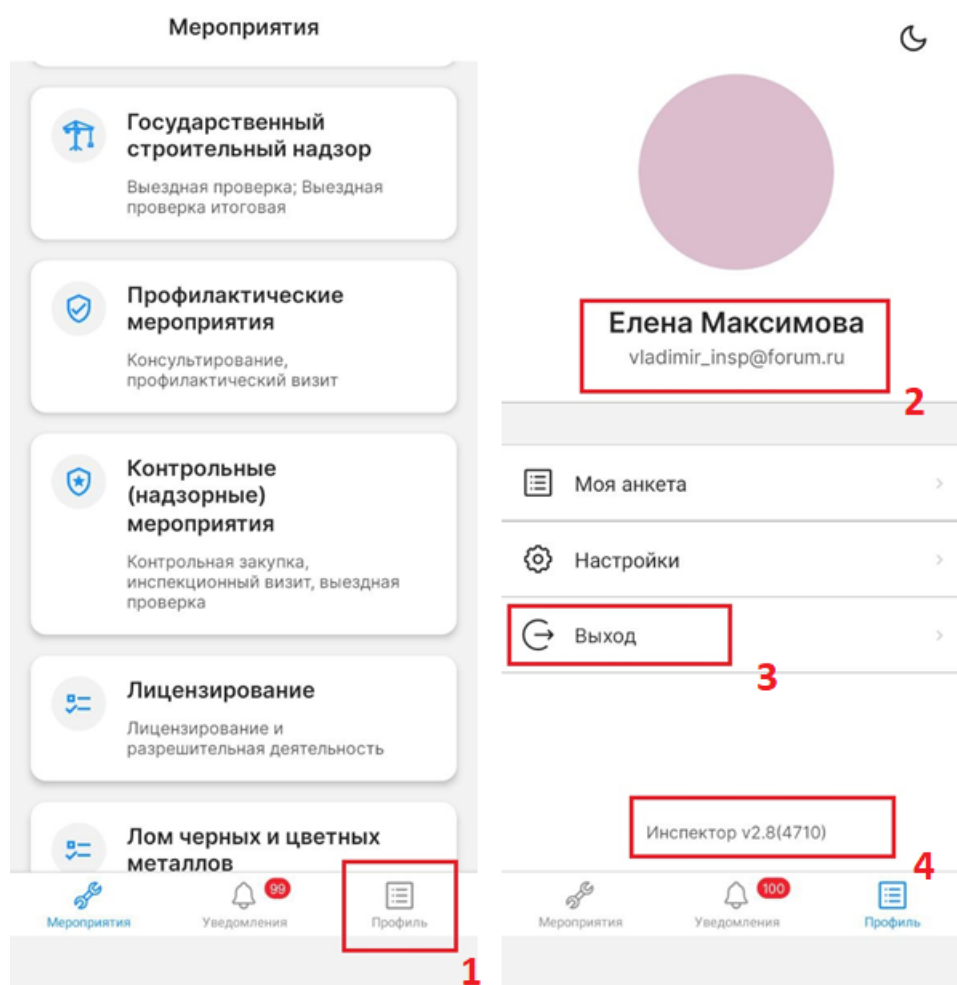 Мероприятия
Государственный
строительный надзор
Выездная проверка; Выездная
проверка итоговая
Профилактические
мероприятия
Консультирование,
профилактический визит
Контрольные
(надзорные)
мероприятия
Контрольная закупка,
инспекционный визит, выездная
проверка
Лицензирование
Лицензирование и
разрешительная деятельность
Лом черных и цветных
металлов
99
Мероприятия
Уведомления
Профиль
1
Елена Максимова
vladimir_insp@forum.ru
2
Моя анкета
Настройки
Выход
3
Инспектор v2.8(4710)
4
100
Мероприятия
Уведомления
Профиль